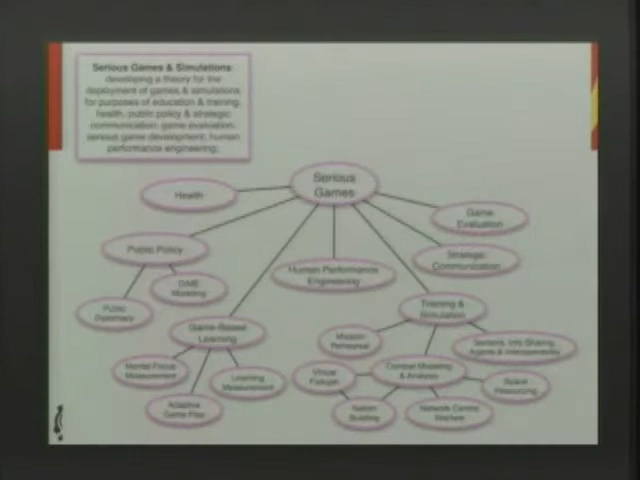 Serious Games & Simulations:
developing a theory for the
deployment of games & simulations
for purposes of education & training,
health, public policy & strategic
communication, game evaluation,
serious game development, human
performance engineering.
Serious
Games
Health
Game
Evaluation
Public Policy
Strategic
Communication
Human Performance
Engineering
DIME
Modeling
Public
Diplomacy
Training &
Simulation
Game-Based
Learning
Mission
Rehearsal
Sensors, Info Sharing,
Agents & Interoperability
Mental Focus
Measurement
Learning
Measurement
Virtual
Combat Modeling
& Analysis
Space
Adaptive
Game Play
Nation
Building
Network Centric
Warfare